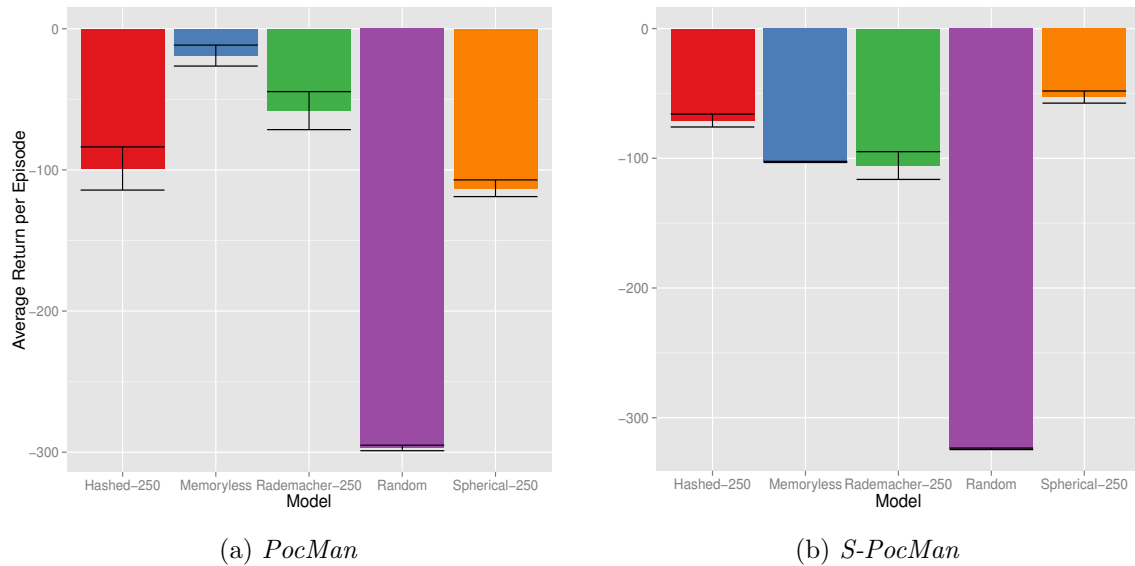 0
−100
−200
−300
Average Return per Episode
Hashed−250 Memoryless Rademacher−250 Random Spherical−250
Model
(a) PocMan
0
−100
−200
−300
Hashed−250 Memoryless Rademacher−250 Random Spherical−250
Model
(b) S-PocMan